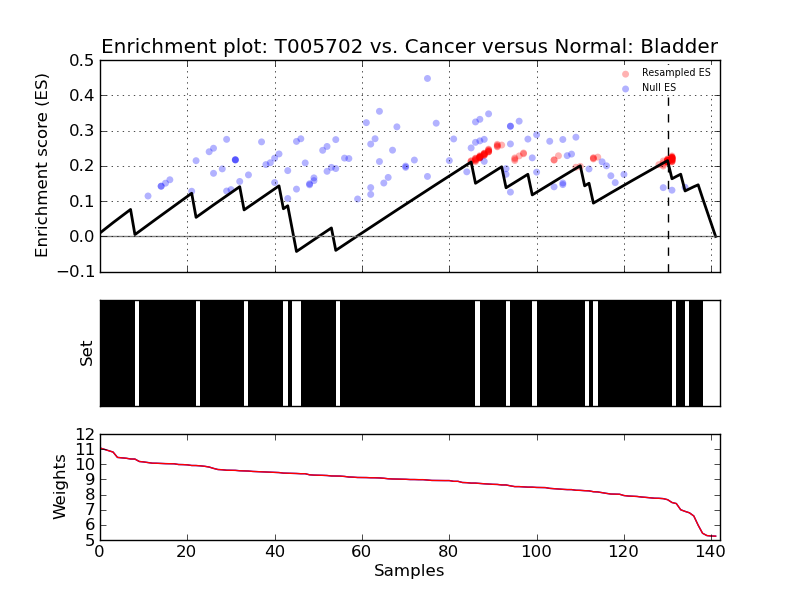 Enrichment plot: T005702 vs. Cancer versus Normal: Bladder
0.5
0.4
0.3
0.2
0.1
0.0
−0.1
Enrichment score (ES)
Resampled ES
Null ES
Set
12
11
10
9
8
7
6
5
Weights
0 20 40 60 80 100 120 140
Samples